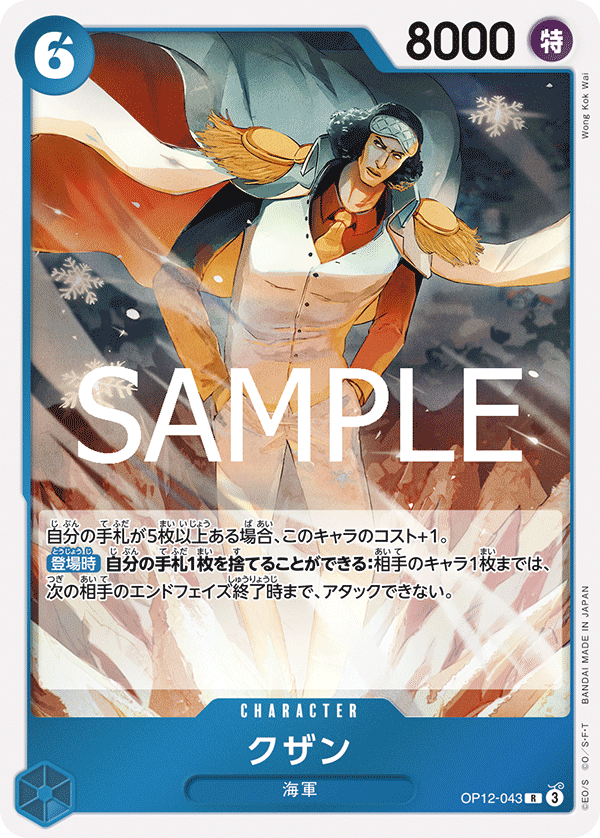 6
8000
特
Wong Kok Wai
SAMPLE
自分の手札が5枚以上ある場合、このキャラのコスト+1。
登場時 自分の手札1枚を捨てることができる:相手のキャラ1枚までは、
次の相手のエンドフェイズ終了時まで、アタックできない。
CHARACTER
クザン
海軍
OP12-043 R 3
©E.O/S ©O/S・F・T BANDAI MADE IN JAPAN